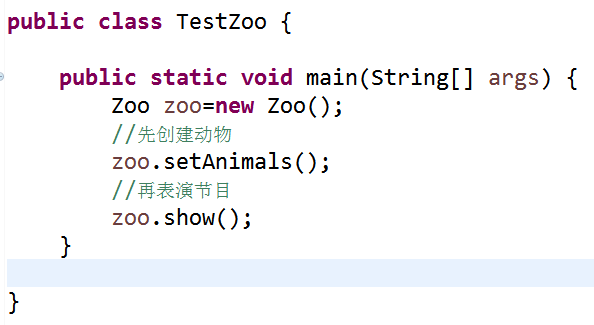 public class TestZoo {
public static void main(String[] args) {
Zoo zoo=new Zoo();
//先创建动物
zoo.setAnimals();
//再表演节目
zoo.show();
}
}